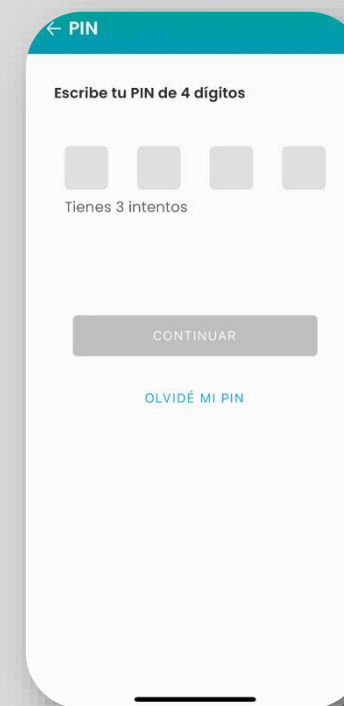 ← PIN
Escribe tu PIN de 4 dígitos
Tienes 3 intentos
CONTINUAR
OLVIDÉ MI PIN